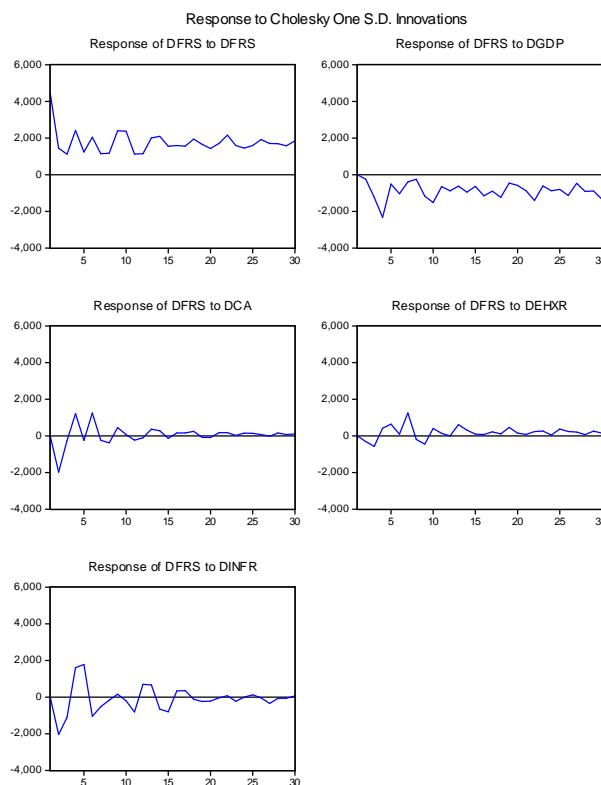 Response to Cholesky One S.D. Innovations
Response of DFRS to DFRS
6,000
4,000
2,000
0
-2,000
-4,000
5 10 15 20 25 30
Response of DFRS to DGDP
6,000
4,000
2,000
0
-2,000
-4,000
5 10 15 20 25 30
Response of DFRS to DCA
6,000
4,000
2,000
0
-2,000
-4,000
5 10 15 20 25 30
Response of DFRS to DEHXR
6,000
4,000
2,000
0
-2,000
-4,000
5 10 15 20 25 30
Response of DFRS to DINFR
6,000
4,000
2,000
0
-2,000
-4,000
5 10 15 20 25 30